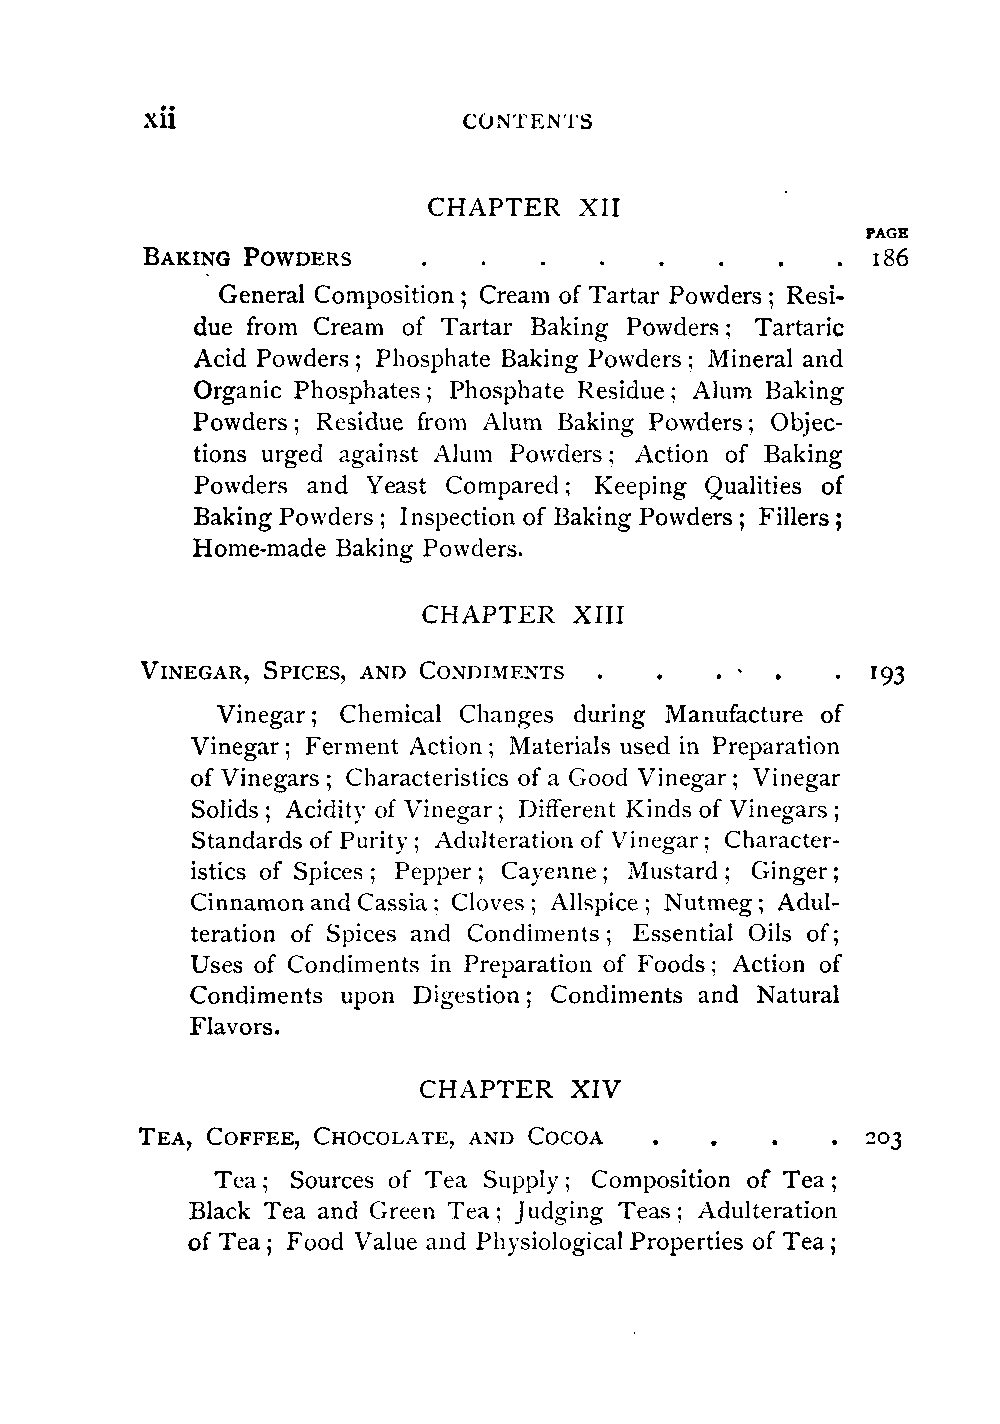 xii CONTENTS
CHAPTER XII
PAGE
BAKING POWDERS . . . . . . . . 186
General Composition; Cream of Tartar Powders; Resi-
due from Cream of Tartar Baking Powders; Tartaric
Acid Powders; Phosphate Baking Powders; Mineral and
Organic Phosphates; Phosphate Residue; Alum Baking
Powders; Residue from Alum Baking Powders; Objec-
tions urged against Alum Powders; Action of Baking
Powders and Yeast Compared; Keeping Qualities of
Baking Powders; Inspection of Baking Powders; Fillers;
Home-made Baking Powders.
CHAPTER XIII
VINEGAR, SPICES, AND CONDIMENTS . . . . . 193
Vinegar; Chemical Changes during Manufacture of
Vinegar; Ferment Action; Materials used in Preparation
of Vinegars; Characteristics of a Good Vinegar; Vinegar
Solids; Acidity of Vinegar; Different Kinds of Vinegars;
Standards of Purity; Adulteration of Vinegar; Character-
istics of Spices; Pepper; Cayenne; Mustard; Ginger;
Cinnamon and Cassia; Cloves; Allspice; Nutmeg; Adul-
teration of Spices and Condiments; Essential Oils of;
Uses of Condiments in Preparation of Foods; Action of
Condiments upon Digestion; Condiments and Natural
Flavors.
CHAPTER XIV
TEA, COFFEE, CHOCOLATE, AND COCOA . . . . 203
Tea; Sources of Tea Supply; Composition of Tea;
Black Tea and Green Tea; Judging Teas; Adulteration
of Tea; Food Value and Physiological Properties of Tea;